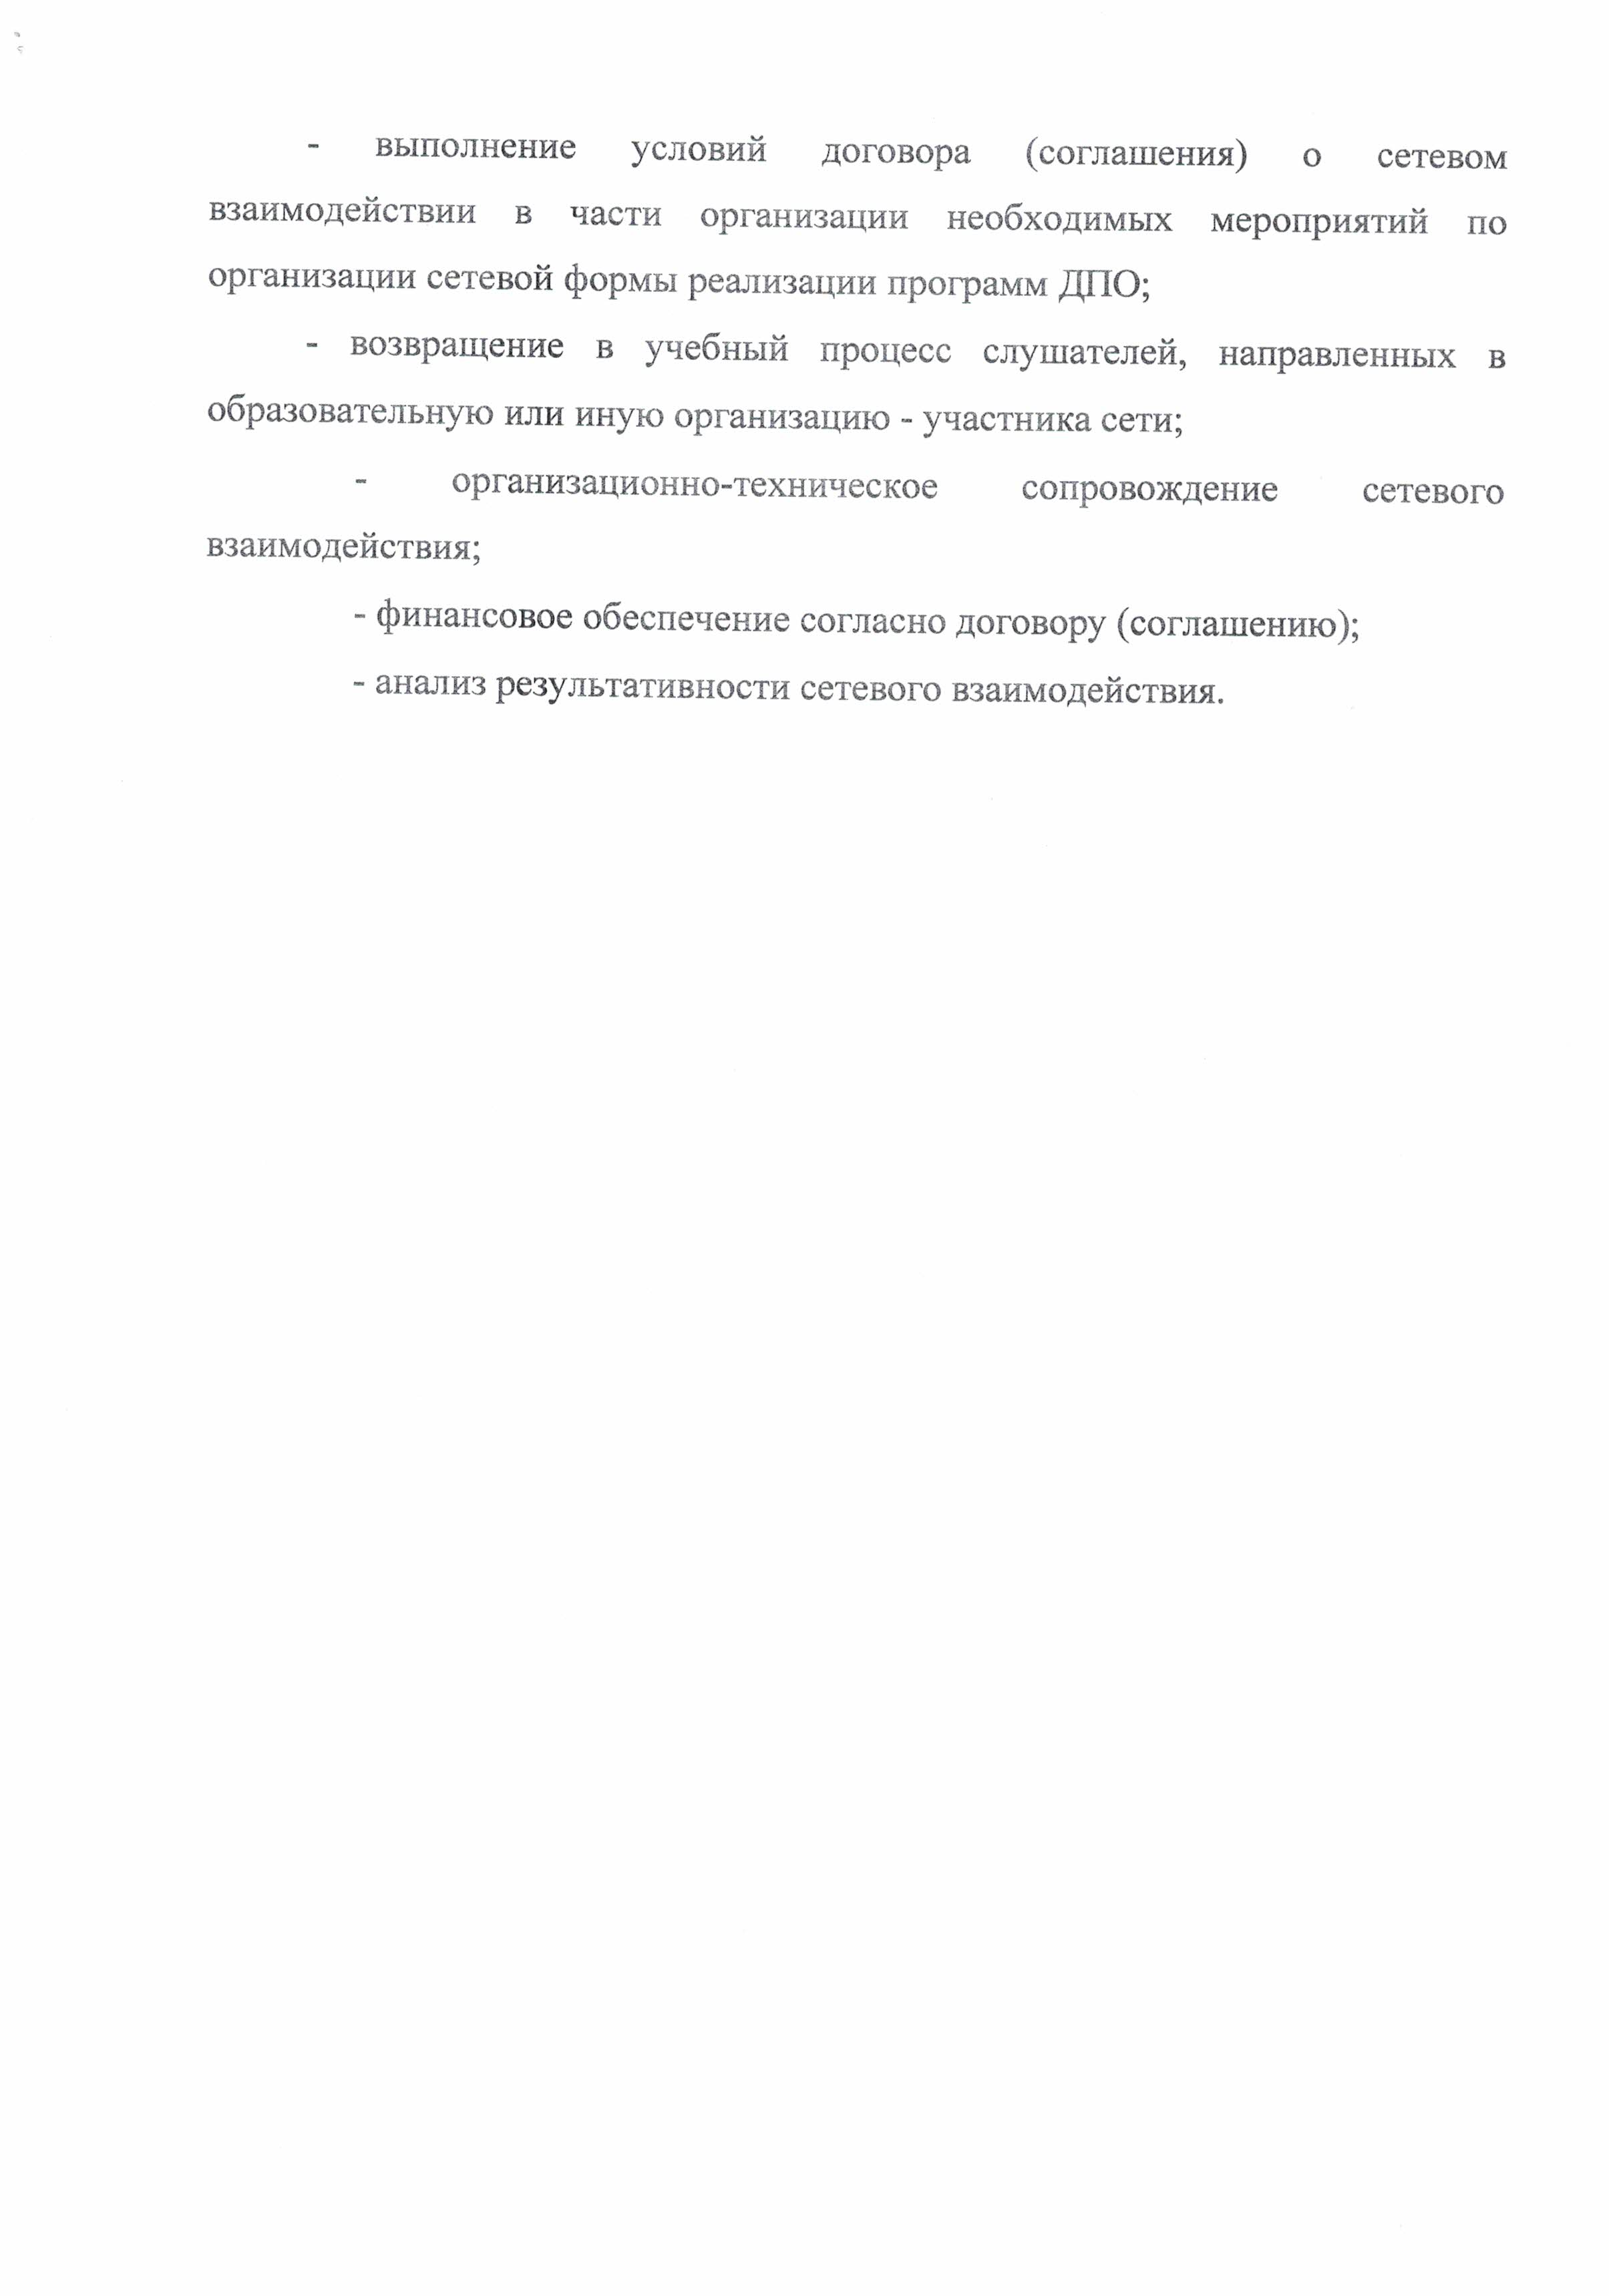 - выполнение условий договора (соглашения) о сетевом
взаимодействии в части организации необходимых мероприятий по
организации сетевой формы реализации программ ДПО;
- возвращение в учебный процесс слушателей, направленных в
образовательную или иную организацию - участника сети;
- организационно-техническое сопровождение сетевого
взаимодействия;
- финансовое обеспечение согласно договору (соглашению);
- анализ результативности сетевого взаимодействия.